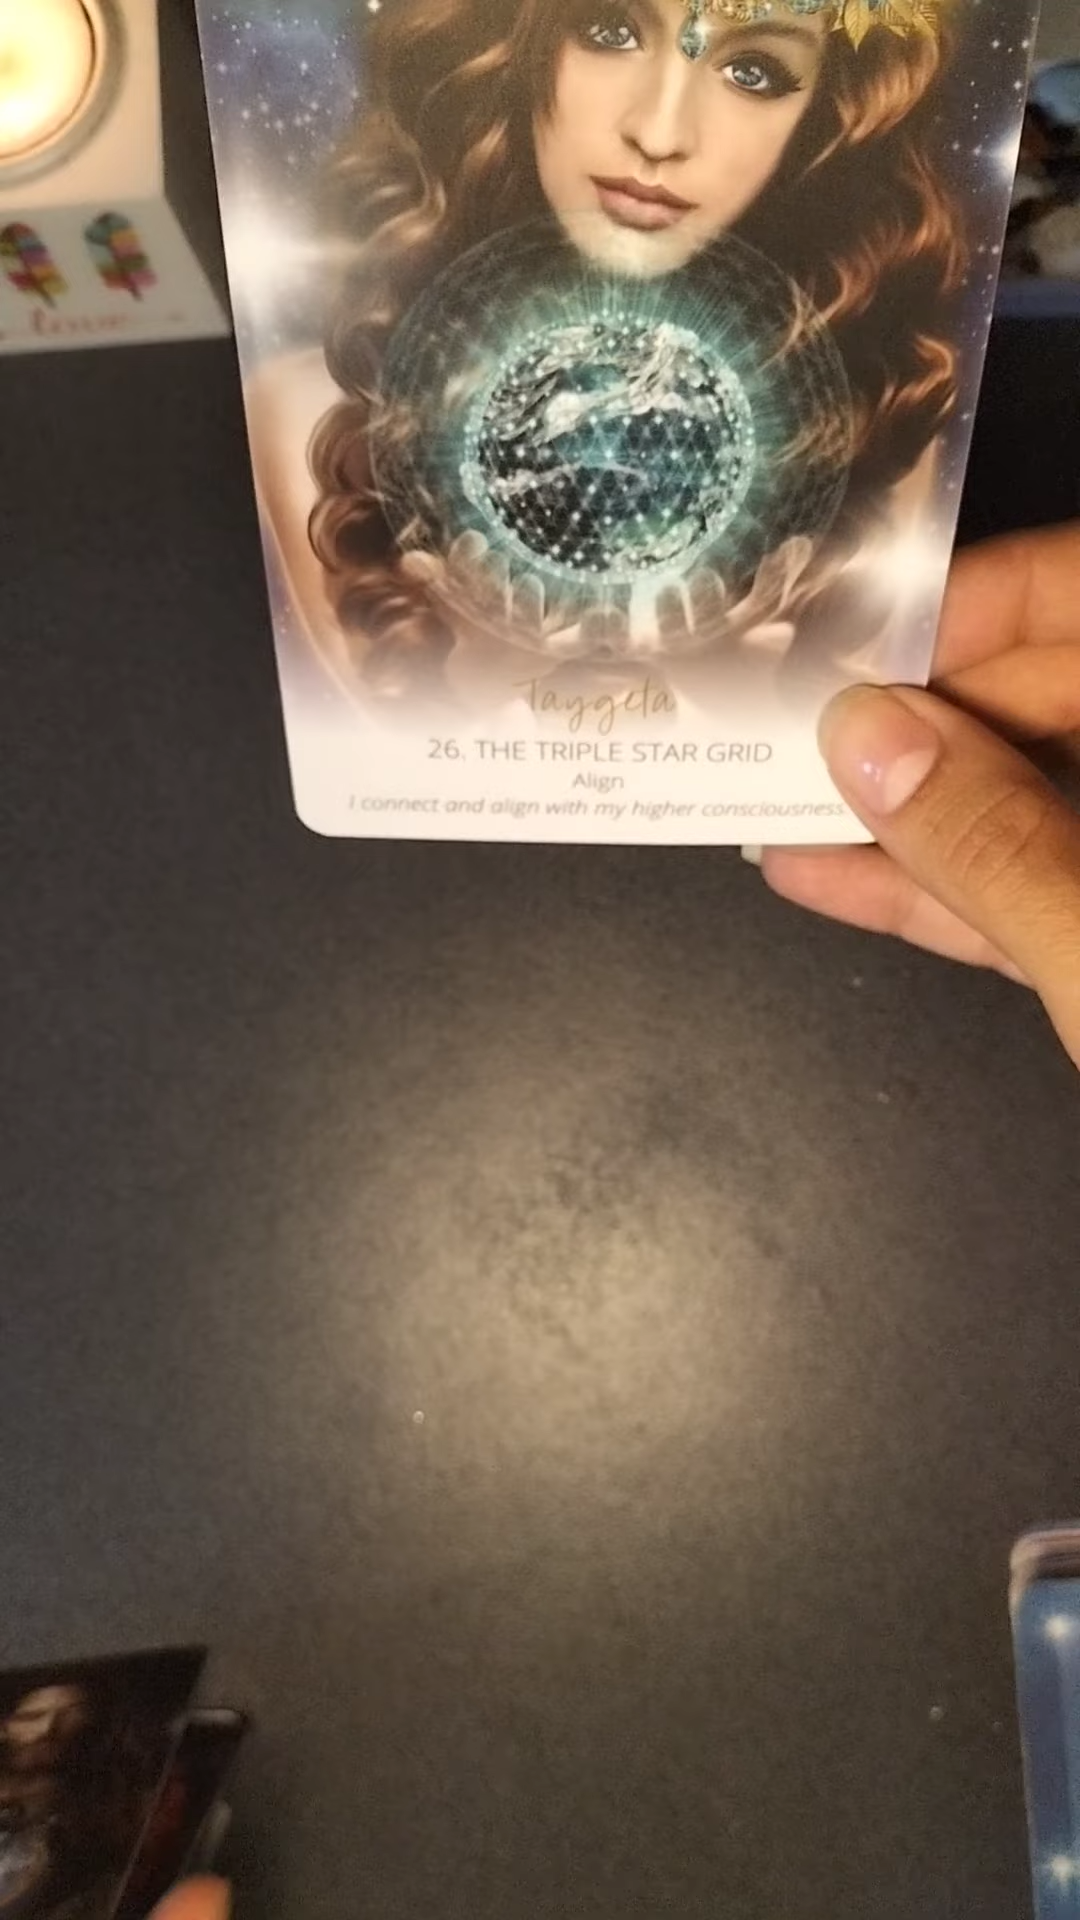 Taygeta
26. THE TRIPLE STAR GRID
Align
I connect and align with my higher consciousness